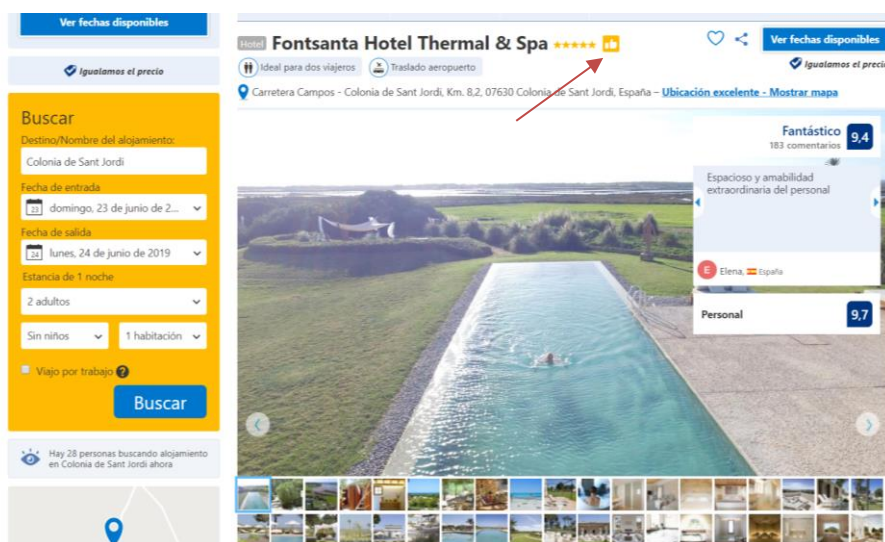 Ver fechas disponibles
Igualamos el precio
Buscar
Destino/Nombre del alojamiento:
Colonia de Sant Jordi
Fecha de entrada
23 domingo, 23 de junio de 2...
Fecha de salida
24 lunes, 24 de junio de 2019
Estancia de 1 noche
2 adultos
Sin niños 1 habitación
Viajo por trabajo ?
Buscar
Hay 28 personas buscando alojamiento
en Colonia de Sant Jordi ahora
Hotel Fontsanta Hotel Thermal & Spa
Ver fechas disponibles
Ideal para dos viajeros Traslado aeropuerto
Igualamos el precio
Carretera Campos - Colonia de Sant Jordi, Km. 8,2, 07630 Colonia de Sant Jordi, España – Ubicación excelente - Mostrar mapa
Fantástico 9,4
183 comentarios
Espacioso y amabilidad
extraordinaria del personal
E Elena, España
Personal 9,7